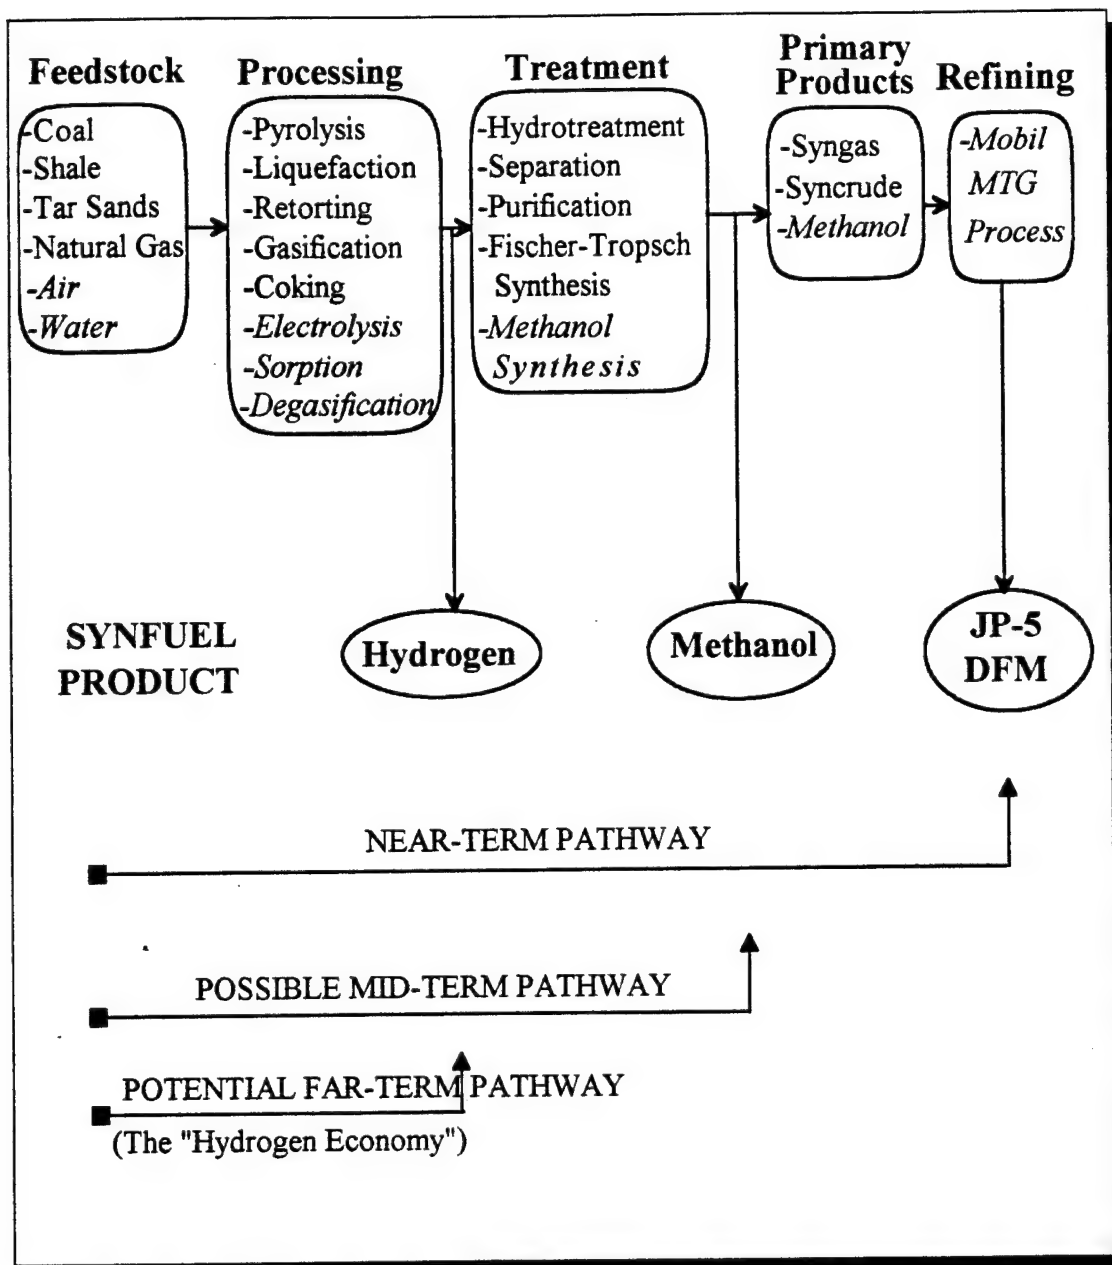 Feedstock
-Coal
-Shale
-Tar Sands
-Natural Gas
-Air
-Water
Processing
-Pyrolysis
-Liquefaction
-Retorting
-Gasification
-Coking
-Electrolysis
-Sorption
-Degasification
Treatment
-Hydrotreatment
-Separation
-Purification
-Fischer-Tropsch
Synthesis
-Methanol
Synthesis
Primary
Products
-Syngas
-Syncrude
-Methanol
Refining
-Mobil
MTG
Process
SYNFUEL
PRODUCT
Hydrogen
Methanol
JP-5
DFM
NEAR-TERM PATHWAY
POSSIBLE MID-TERM PATHWAY
POTENTIAL FAR-TERM PATHWAY
(The "Hydrogen Economy")